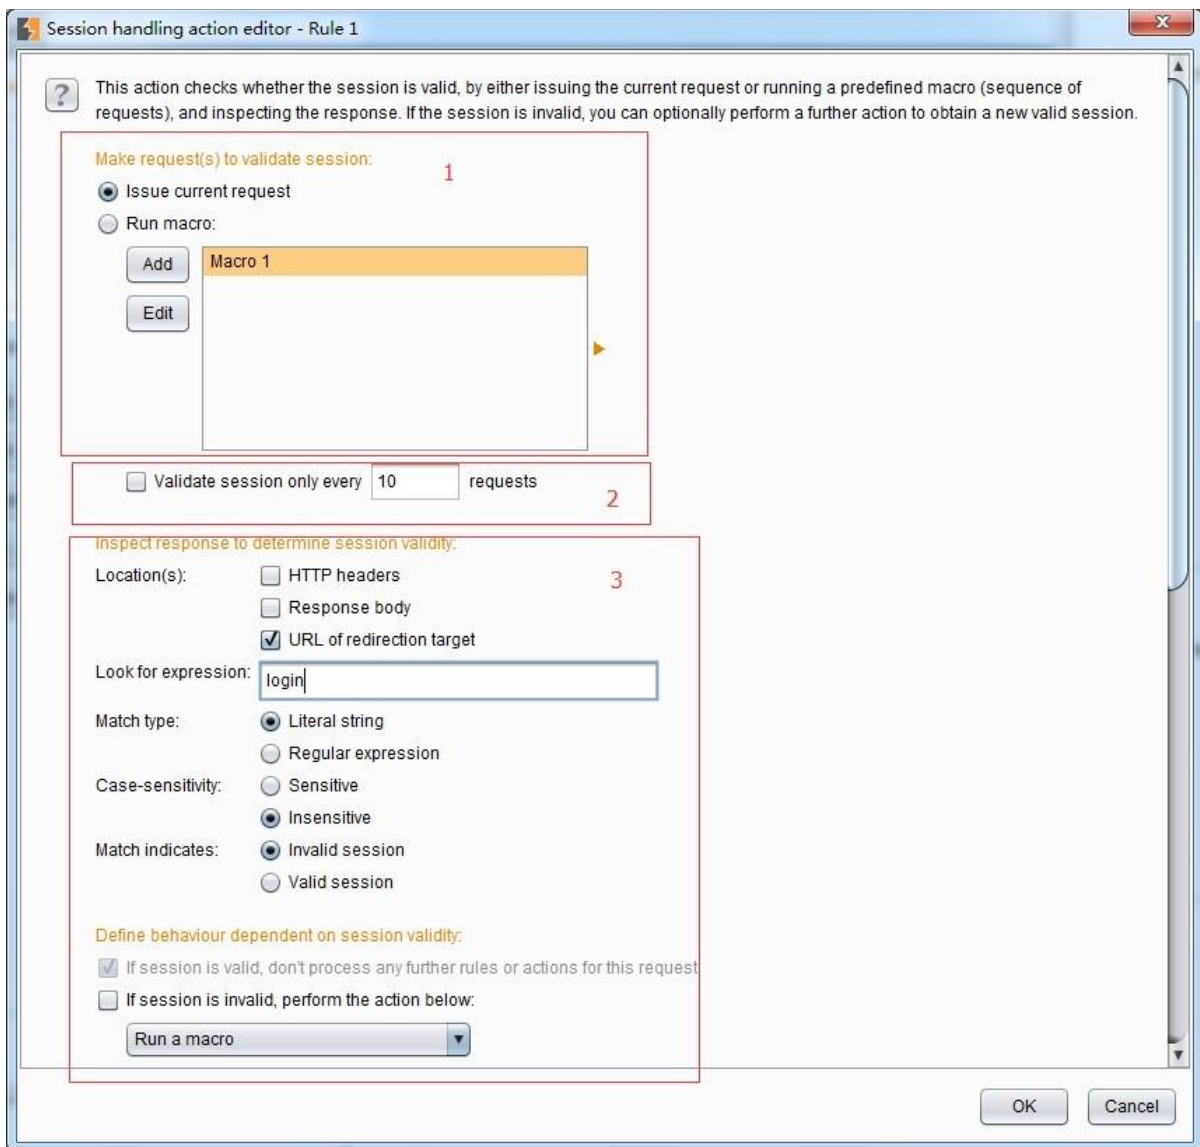 Session handling action editor - Rule 1
This action checks whether the session is valid, by either issuing the current request or running a predefined macro (sequence of
requests), and inspecting the response. If the session is invalid, you can optionally perform a further action to obtain a new valid session.
Make request(s) to validate session:
1
Issue current request
Run macro:
Add
Macro 1
Edit
Validate session only every 10 requests
2
Inspect response to determine session validity:
Location(s): HTTP headers
3
Response body
URL of redirection target
Look for expression: login
Match type: Literal string
Regular expression
Case-sensitivity: Sensitive
Insensitive
Match indicates: Invalid session
Valid session
Define behaviour dependent on session validity:
If session is valid, don't process any further rules or actions for this request
If session is invalid, perform the action below:
Run a macro
OK Cancel